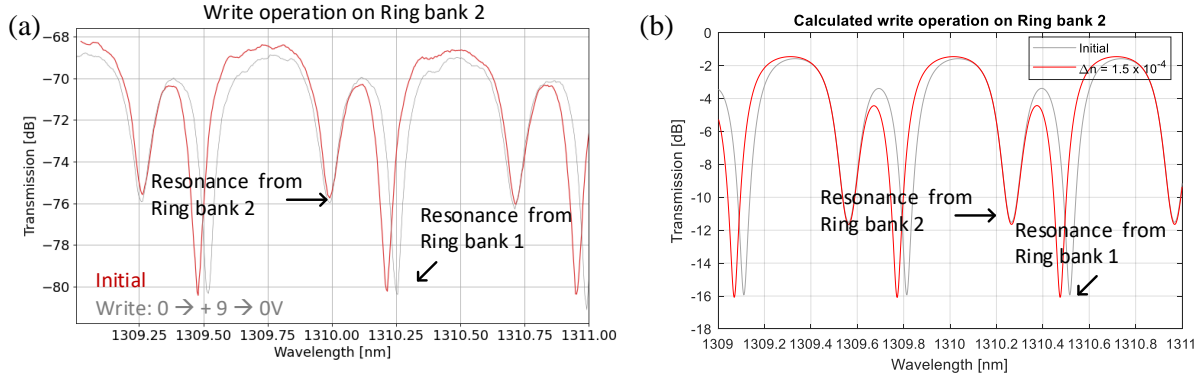 (a)
Write operation on Ring bank 2
Transmission [dB]
−68
−70
−72
−74
−76
−78
−80
Resonance from
Ring bank 2
Resonance from
Ring bank 1
Initial
Write: 0 → + 9 → 0V
1309.25 1309.50 1309.75 1310.00 1310.25 1310.50 1310.75 1311.00
Wavelength [nm]
(b)
Calculated write operation on Ring bank 2
Transmission [dB]
0
-2
-4
-6
-8
-10
-12
-14
-16
-18
Initial
Δn = 1.5 x 10⁻⁴
Resonance from
Ring bank 2
Resonance from
Ring bank 1
1309 1309.2 1309.4 1309.6 1309.8 1310 1310.2 1310.4 1310.6 1310.8 1311
Wavelength [nm]